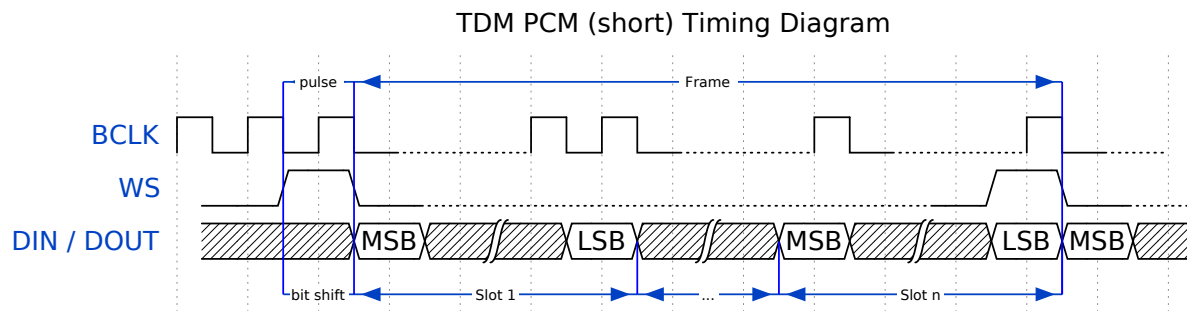 TDM PCM (short) Timing Diagram
pulse
Frame
BCLK
WS
DIN / DOUT
MSB
LSB
MSB
LSB
MSB
bit shift
Slot 1
...
Slot n